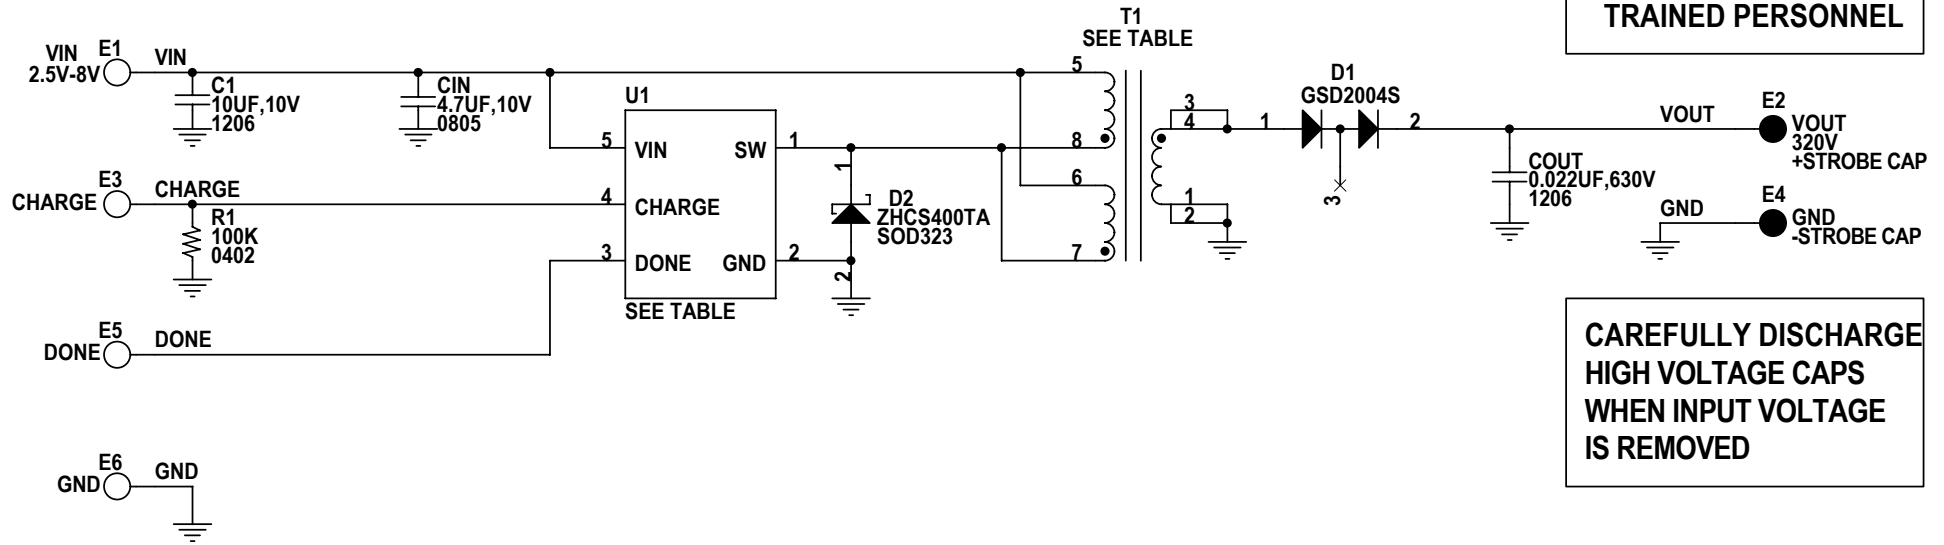 TRAINED PERSONNEL
T1
SEE TABLE
VIN
2.5V-8V
E1
VIN
C1
10UF,10V
1206
CIN
4.7UF,10V
0805
U1
5
VIN
SW
1
4
CHARGE
3
DONE
GND
2
SEE TABLE
E3
CHARGE
CHARGE
R1
100K
0402
1
D2
ZHCS400TA
SOD323
2
5
8
6
7
3
4
1
2
D1
GSD2004S
1
2
3
VOUT
E2
VOUT
320V
+STROBE CAP
COUT
0.022UF,630V
1206
GND
E4
GND
-STROBE CAP
E5
DONE
DONE
E6
GND
GND
CAREFULLY DISCHARGE
HIGH VOLTAGE CAPS
WHEN INPUT VOLTAGE
IS REMOVED